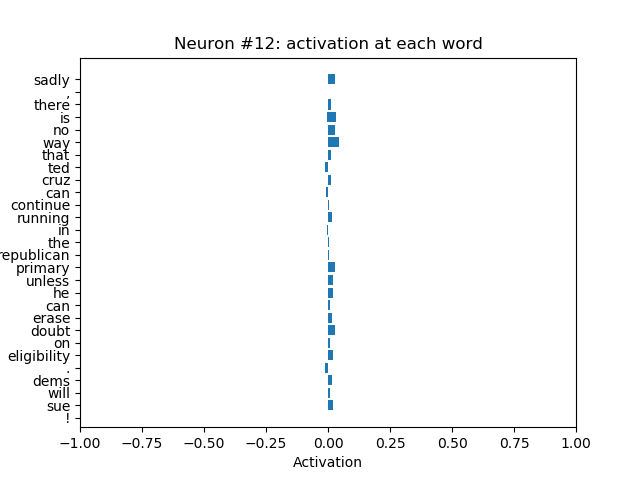 Neuron #12: activation at each word
sadly
,
there
is
no
way
that
ted
cruz
can
continue
running
in
the
republican
primary
unless
he
can
erase
doubt
on
eligibility
.
dems
will
sue
!
−1.00 −0.75 −0.50 −0.25 0.00 0.25 0.50 0.75 1.00
Activation